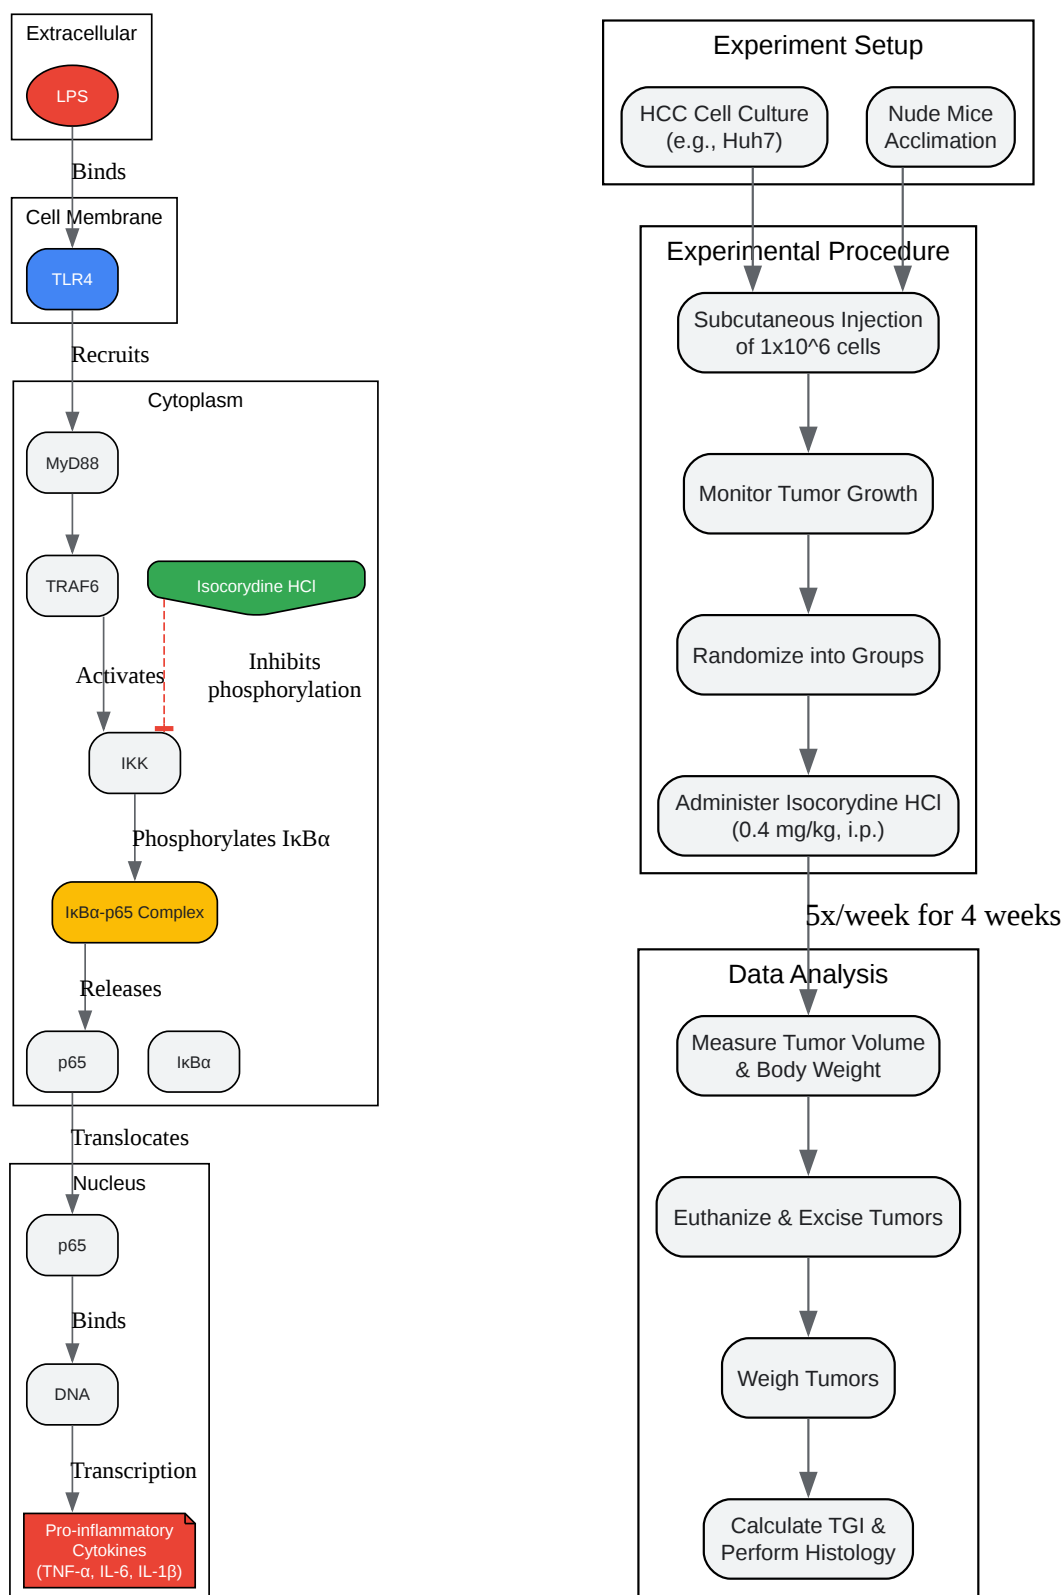 Extracellular
LPS
Binds
Cell Membrane
TLR4
Recruits
Cytoplasm
MyD88
TRAF6
Isocorydine HCl
Activates
Inhibits
phosphorylation
IKK
Phosphorylates IκBα
IκBα-p65 Complex
Releases
p65
IκBα
Translocates
Nucleus
p65
Binds
DNA
Transcription
Pro-inflammatory
Cytokines
(TNF-α, IL-6, IL-1β)
Experiment Setup
HCC Cell Culture
(e.g., Huh7)
Nude Mice
Acclimation
Experimental Procedure
Subcutaneous Injection
of 1x10^6 cells
Monitor Tumor Growth
Randomize into Groups
Administer Isocorydine HCl
(0.4 mg/kg, i.p.)
5x/week for 4 weeks
Data Analysis
Measure Tumor Volume
& Body Weight
Euthanize & Excise Tumors
Weigh Tumors
Calculate TGI &
Perform Histology